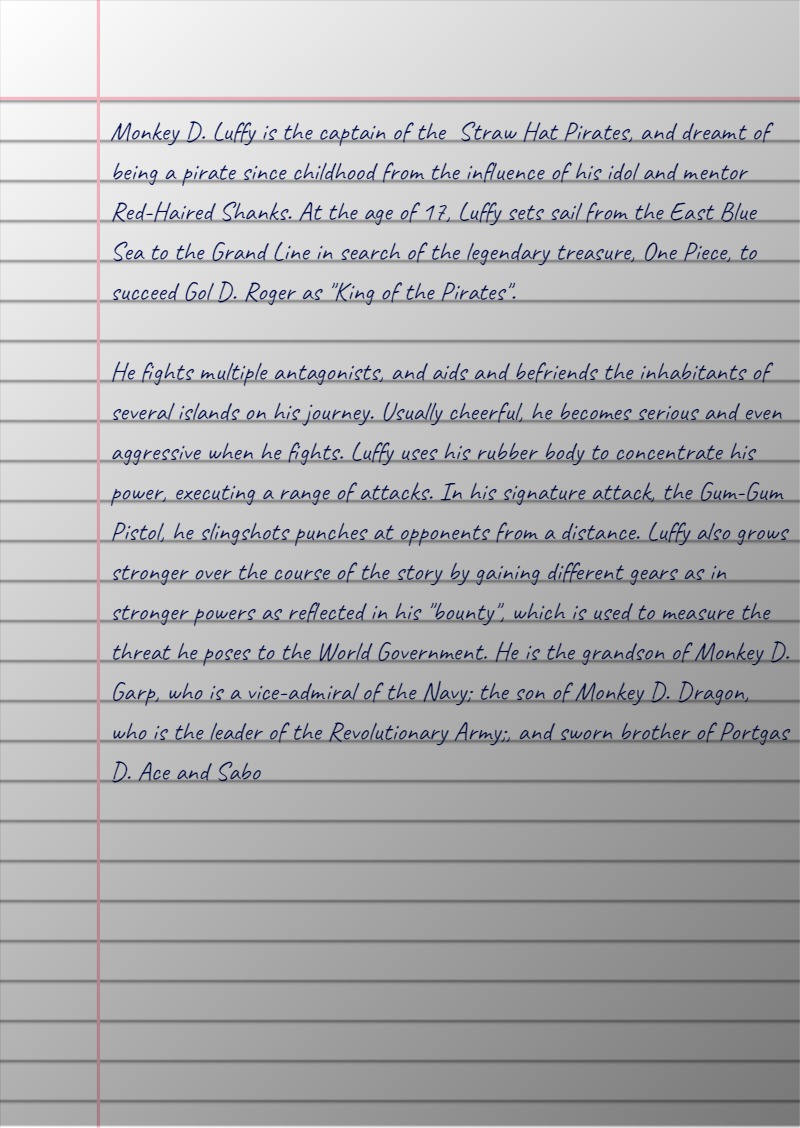 Monkey D. Luffy is the captain of the  Straw Hat Pirates, and dreamt of
being a pirate since childhood from the influence of his idol and mentor
Red-Haired Shanks. At the age of 17, Luffy sets sail from the East Blue
Sea to the Grand Line in search of the legendary treasure, One Piece, to
succeed Gol D. Roger as "King of the Pirates".

He fights multiple antagonists, and aids and befriends the inhabitants of
several islands on his journey. Usually cheerful, he becomes serious and even
aggressive when he fights. Luffy uses his rubber body to concentrate his
power, executing a range of attacks. In his signature attack, the Gum-Gum
Pistol, he slingshots punches at opponents from a distance. Luffy also grows
stronger over the course of the story by gaining different gears as in
stronger powers as reflected in his "bounty", which is used to measure the
threat he poses to the World Government. He is the grandson of Monkey D.
Garp, who is a vice-admiral of the Navy; the son of Monkey D. Dragon,
who is the leader of the Revolutionary Army;, and sworn brother of Portgas
D. Ace and Sabo